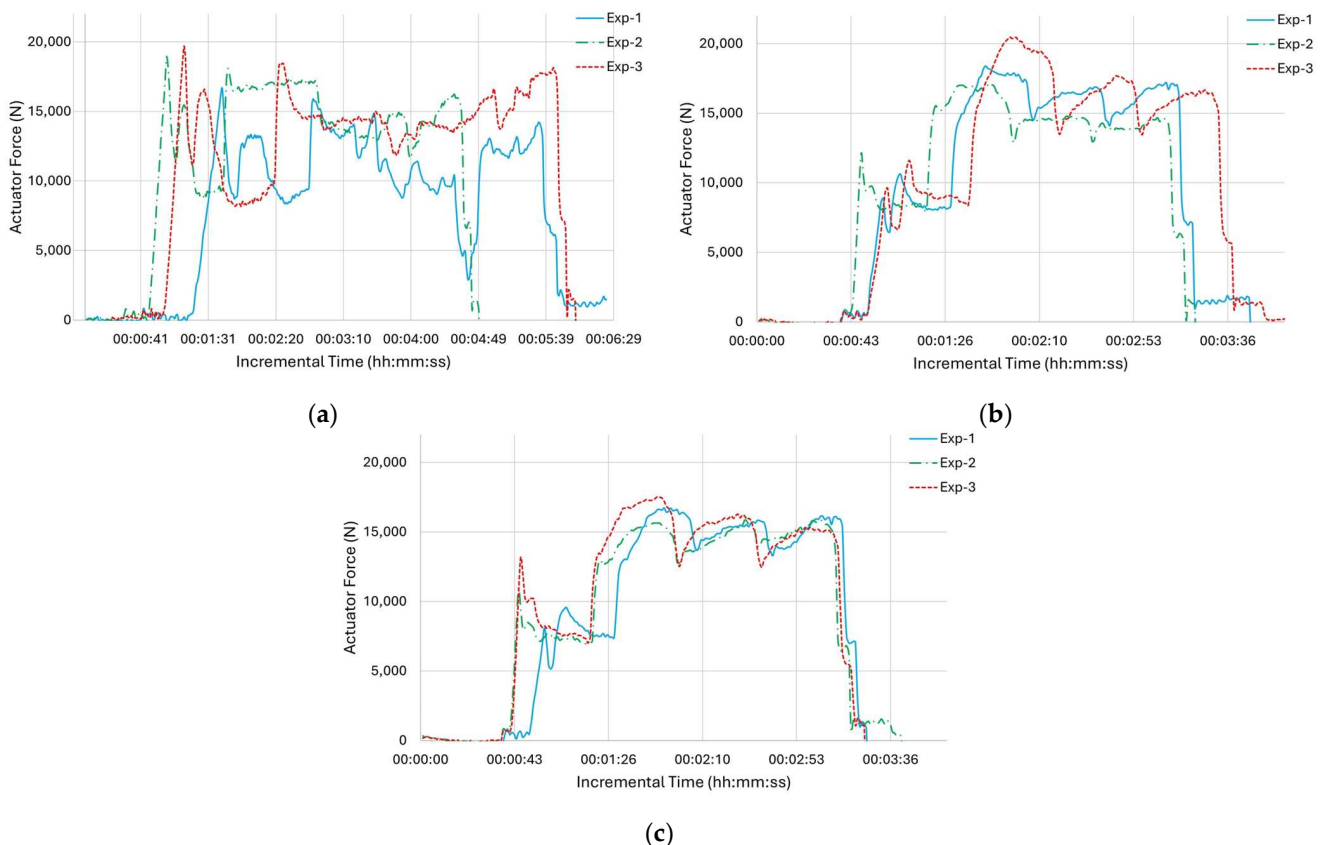 Exp-1
Exp-2
Exp-3
20,000
15,000
10,000
5,000
0
Actuator Force (N)
00:00:41 00:01:31 00:02:20 00:03:10 00:04:00 00:04:49 00:05:39 00:06:29
Incremental Time (hh:mm:ss)
(a)
Exp-1
Exp-2
Exp-3
20,000
15,000
10,000
5,000
0
Actuator Force (N)
00:00:00 00:00:43 00:01:26 00:02:10 00:02:53 00:03:36
Incremental Time (hh:mm:ss)
(b)
Exp-1
Exp-2
Exp-3
20,000
15,000
10,000
5,000
0
Actuator Force (N)
00:00:00 00:00:43 00:01:26 00:02:10 00:02:53 00:03:36
Incremental Time (hh:mm:ss)
(c)